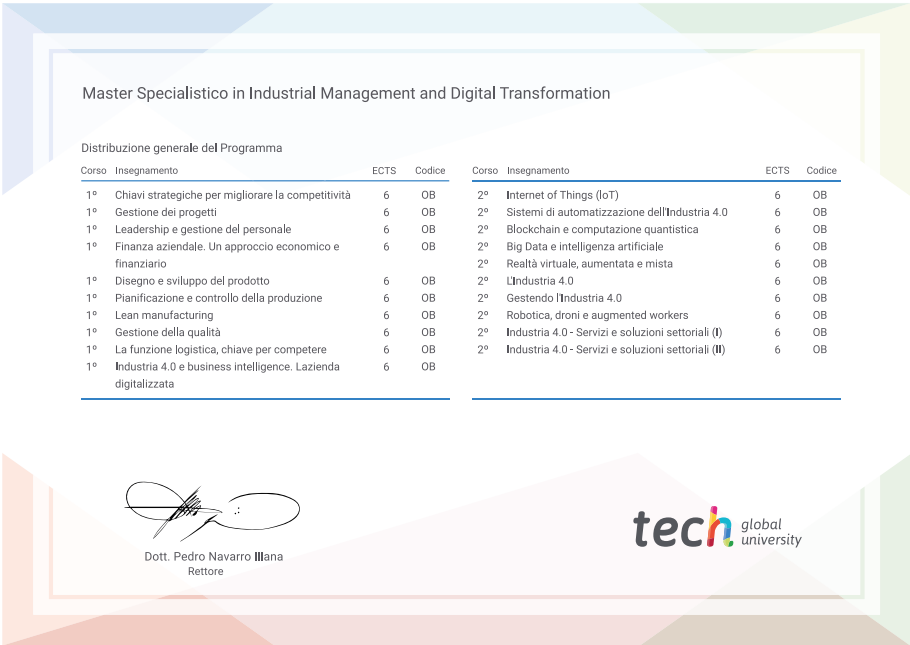 Master Specialistico in Industrial Management and Digital Transformation
Distribuzione generale del Programma
Corso Insegnamento ECTS Codice
1º Chiavi strategiche per migliorare la competitività 6 OB
1º Gestione dei progetti 6 OB
1º Leadership e gestione del personale 6 OB
1º Finanza aziendale. Un approccio economico e 6 OB
finanziario
1º Disegno e sviluppo del prodotto 6 OB
1º Pianificazione e controllo della produzione 6 OB
1º Lean manufacturing 6 OB
1º Gestione della qualità 6 OB
1º La funzione logistica, chiave per competere 6 OB
1º Industria 4.0 e business intelligence. Lazienda 6 OB
digitalizzata
Corso Insegnamento ECTS Codice
2º Internet of Things (IoT) 6 OB
2º Sistemi di automatizzazione dell'Industria 4.0 6 OB
2º Blockchain e computazione quantistica 6 OB
2º Big Data e intelligenza artificiale 6 OB
2º Realtà virtuale, aumentata e mista 6 OB
2º L'Industria 4.0 6 OB
2º Gestendo l'Industria 4.0 6 OB
2º Robotica, droni e augmented workers 6 OB
2º Industria 4.0 - Servizi e soluzioni settoriali (I) 6 OB
2º Industria 4.0 - Servizi e soluzioni settoriali (II) 6 OB
Dott. Pedro Navarro Illana
Rettore
tech global
university